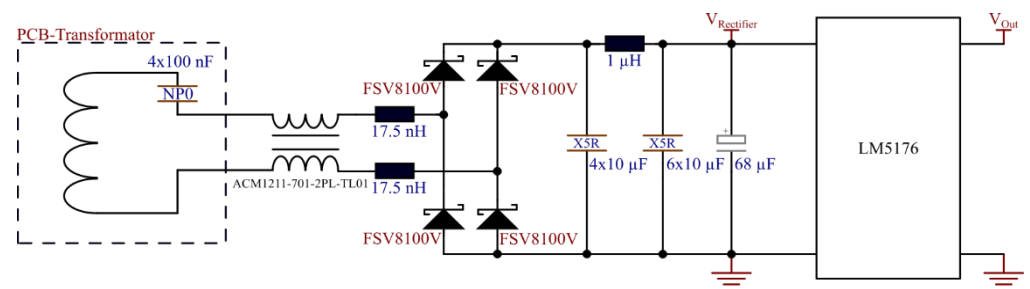 PCB-Transformator
4x100 nF
NP0
ACM1211-701-2PL-TL01
17.5 nH
17.5 nH
FSV8100V
FSV8100V
FSV8100V
FSV8100V
1 µH
X5R
4x10 µF
X5R
6x10 µF
+
68 µF
VRectifier
LM5176
VOut